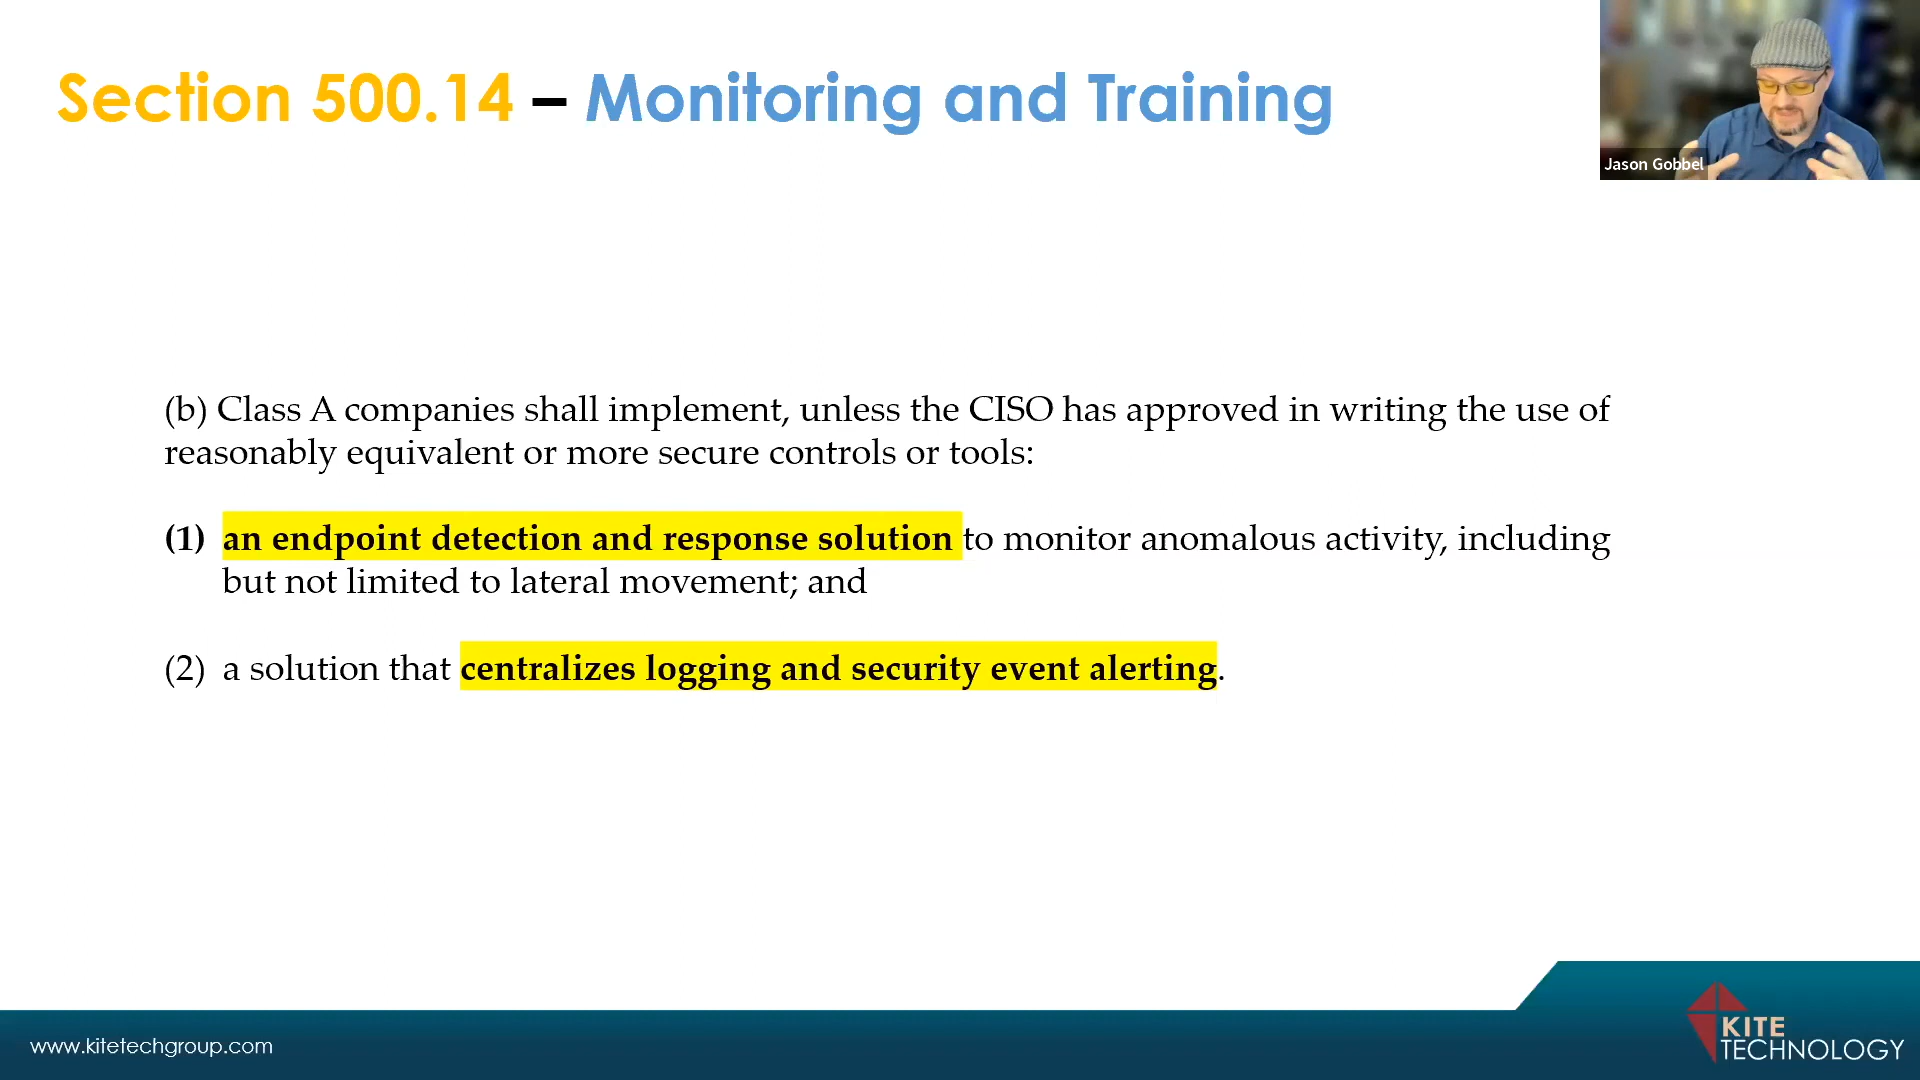 Section 500.14 – Monitoring and Training
Jason Gobbel
(b) Class A companies shall implement, unless the CISO has approved in writing the use of
reasonably equivalent or more secure controls or tools:
(1) an endpoint detection and response solution to monitor anomalous activity, including
but not limited to lateral movement; and
(2) a solution that centralizes logging and security event alerting.
www.kitetechgroup.com
KITE
TECHNOLOGY